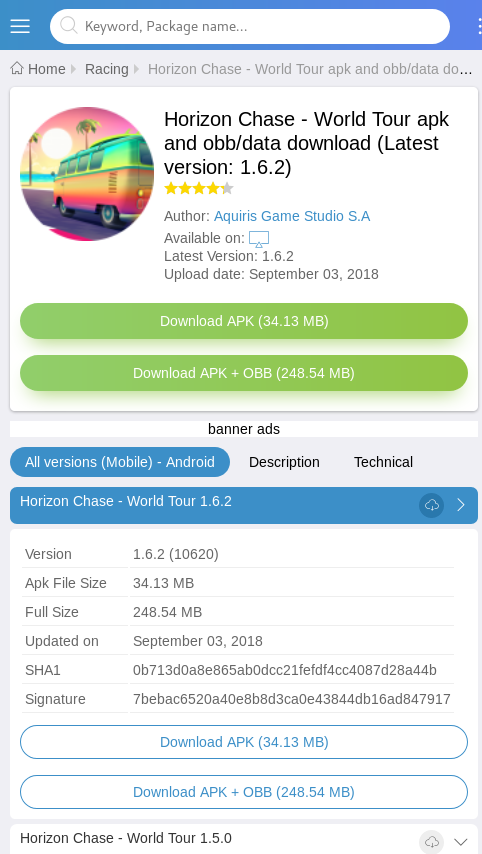 Keyword, Package name...
Home Racing Horizon Chase - World Tour apk and obb/data do...
Horizon Chase - World Tour apk
and obb/data download (Latest
version: 1.6.2)
Author: Aquiris Game Studio S.A
Available on:
Latest Version: 1.6.2
Upload date: September 03, 2018
Download APK (34.13 MB)
Download APK + OBB (248.54 MB)
banner ads
All versions (Mobile) - Android Description Technical
Horizon Chase - World Tour 1.6.2
Version 1.6.2 (10620)
Apk File Size 34.13 MB
Full Size 248.54 MB
Updated on September 03, 2018
SHA1 0b713d0a8e865ab0dcc21fefdf4cc4087d28a44b
Signature 7bebac6520a40e8b8d3ca0e43844db16ad847917
Download APK (34.13 MB)
Download APK + OBB (248.54 MB)
Horizon Chase - World Tour 1.5.0